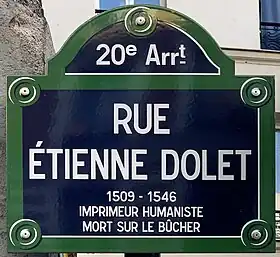 20e Arrt
RUE
ÉTIENNE DOLET
1509 - 1546
IMPRIMEUR HUMANISTE
MORT SUR LE BÛCHER